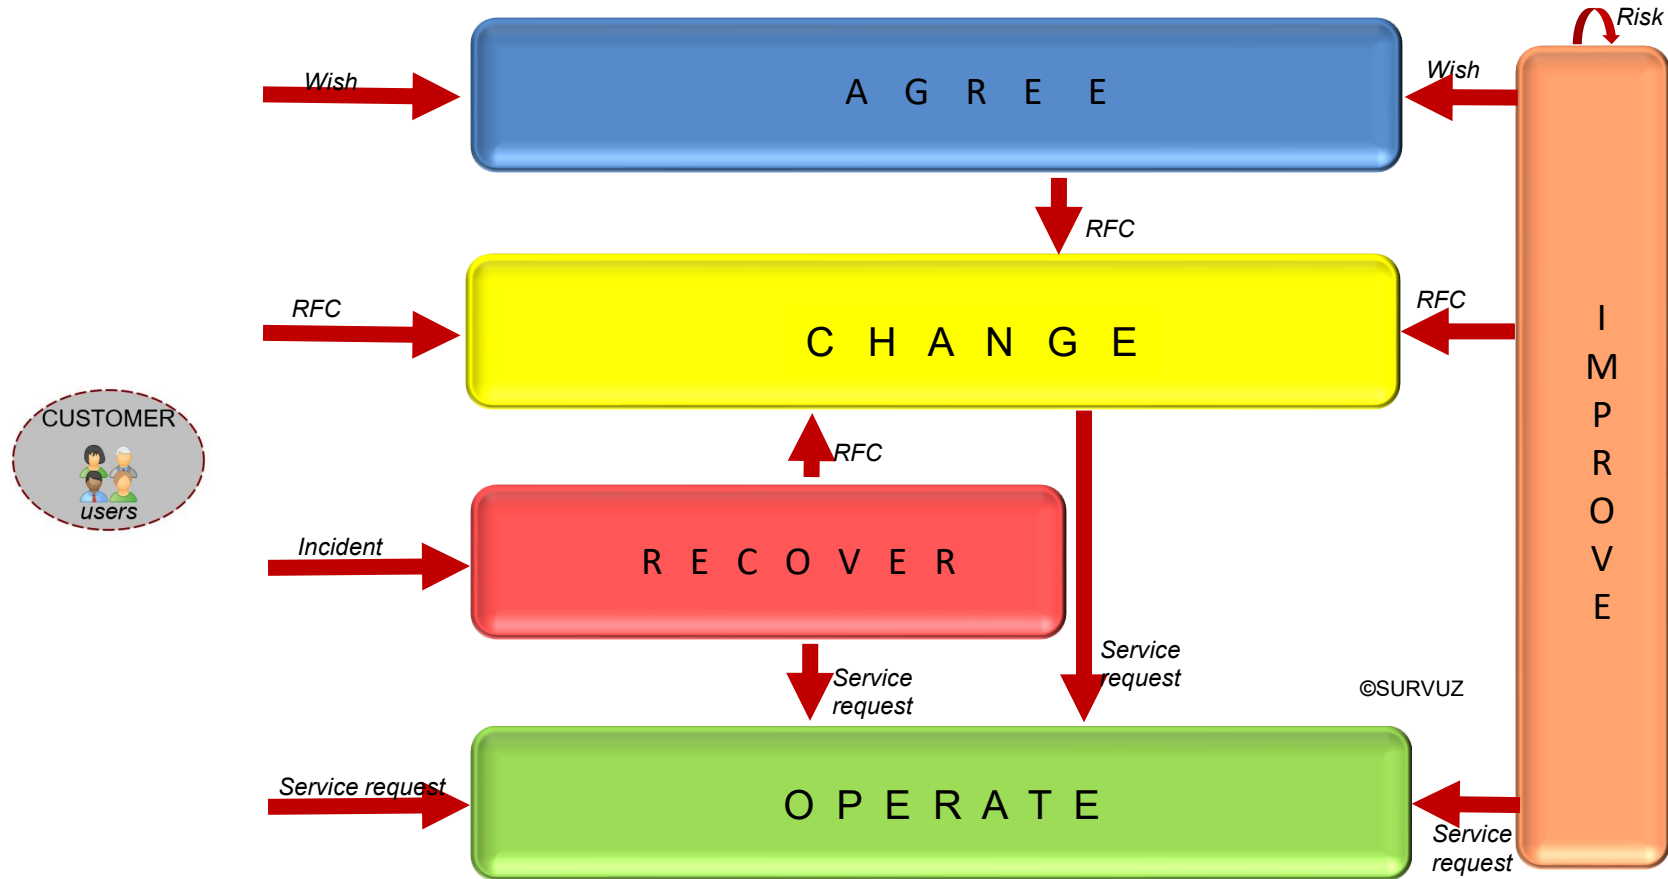 Risk
Wish
A G R E E
Wish
RFC
RFC
C H A N G E
RFC
I
M
P
R
O
V
E
CUSTOMER
users
RFC
Incident
R E C O V E R
Service
request
Service
request
©SURVUZ
Service request
O P E R A T E
Service
request